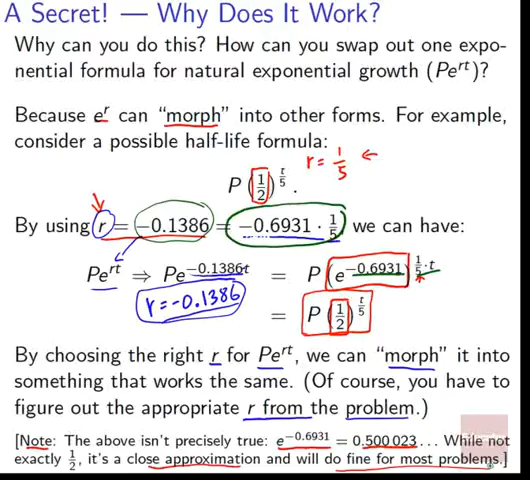 A Secret! — Why Does It Work?
Why can you do this? How can you swap out one expo-
nential formula for natural exponential growth (Pe^{rt})?
Because e^r can “morph” into other forms. For example,
consider a possible half-life formula:
r = 1/5 ←
P(1/2)^{t/5}.
By using r = −0.1386 = −0.6931 · 1/5 we can have:
Pe^{rt} ⇒ Pe^{−0.1386t} = P(e^{−0.6931})^{1/5·t}
r = -0.1386
= P(1/2)^{t/5}
By choosing the right r for Pe^{rt}, we can “morph” it into
something that works the same. (Of course, you have to
figure out the appropriate r from the problem.)
[Note: The above isn’t precisely true: e^{−0.6931} = 0.500 023... While not
exactly 1/2, it’s a close approximation and will do fine for most problems.]